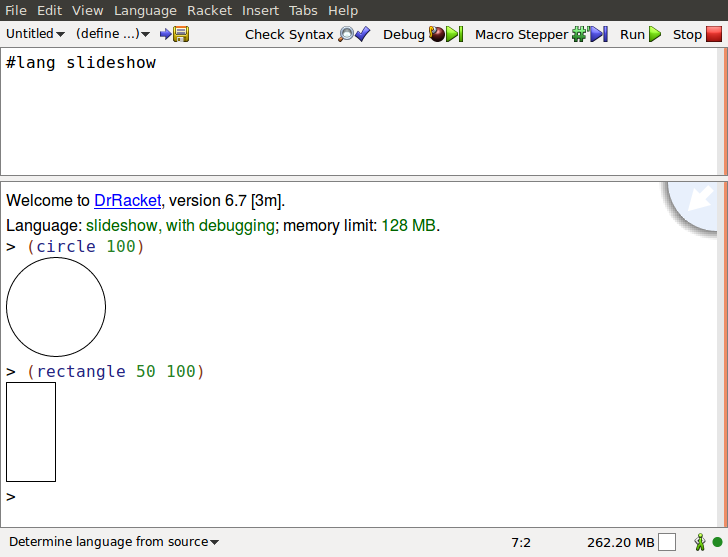 File Edit View Language Racket Insert Tabs Help
Untitled (define ...) Check Syntax Debug Macro Stepper Run Stop
#lang slideshow
Welcome to DrRacket, version 6.7 [3m].
Language: slideshow, with debugging; memory limit: 128 MB.
> (circle 100)
> (rectangle 50 100)
>
Determine language from source 7:2 262.20 MB